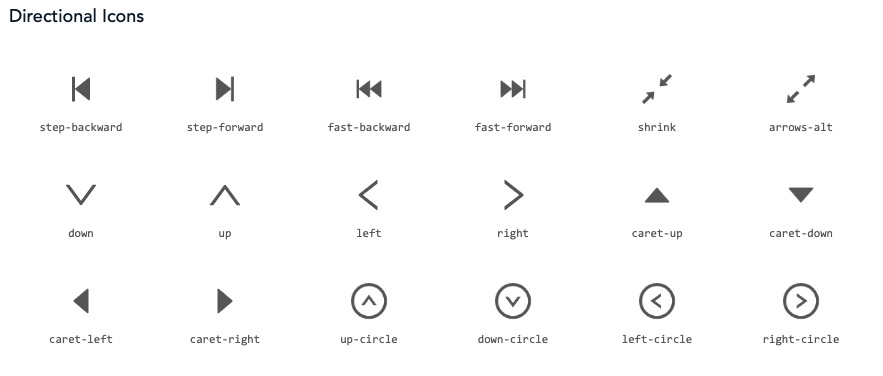 Directional Icons
step-backward step-forward fast-backward fast-forward shrink arrows-alt
down up left right caret-up caret-down
caret-left caret-right up-circle down-circle left-circle right-circle